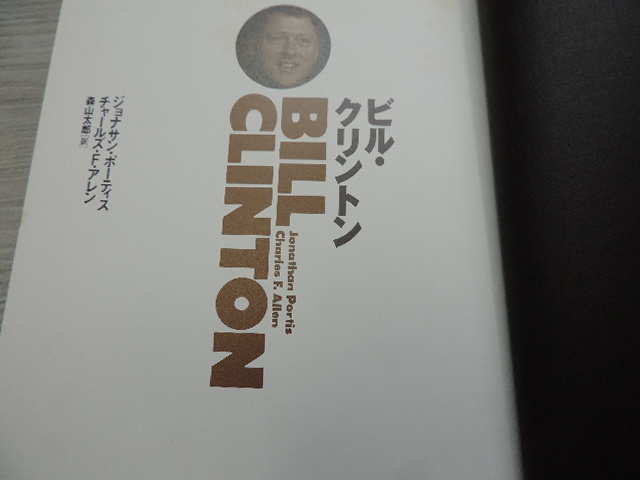 ビル・
クリントン
BILL
CLINTON
Jonathan Portis
Charles F. Allen
ジョナサン・ポーティス
チャールズ・F・アレン
森山太郎[訳]